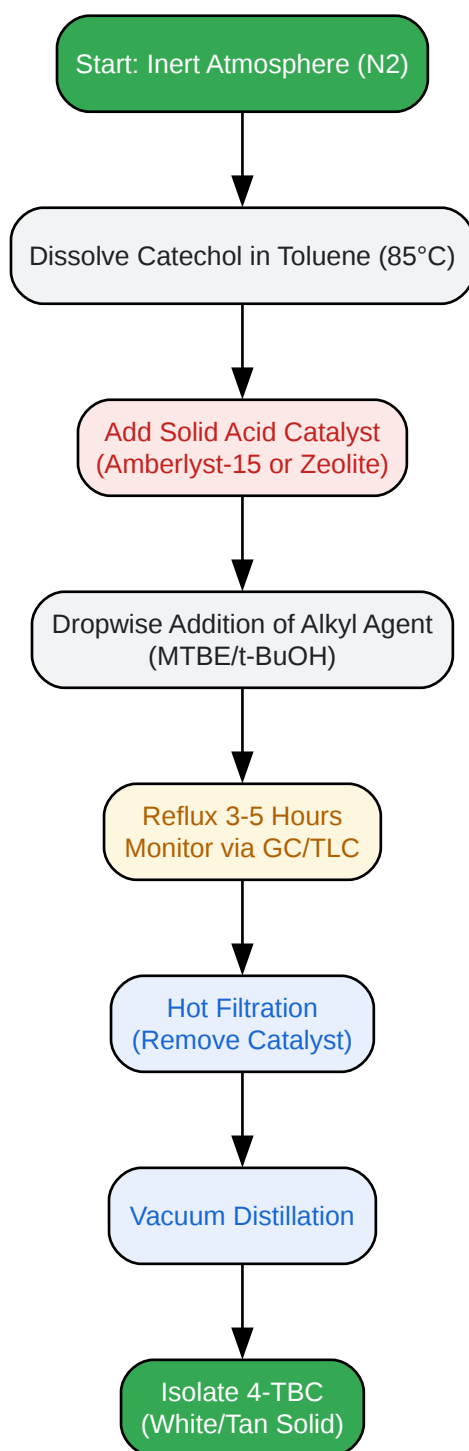 Start: Inert Atmosphere (N2)
Dissolve Catechol in Toluene (85°C)
Add Solid Acid Catalyst
(Amberlyst-15 or Zeolite)
Dropwise Addition of Alkyl Agent
(MTBE/t-BuOH)
Reflux 3-5 Hours
Monitor via GC/TLC
Hot Filtration
(Remove Catalyst)
Vacuum Distillation
Isolate 4-TBC
(White/Tan Solid)